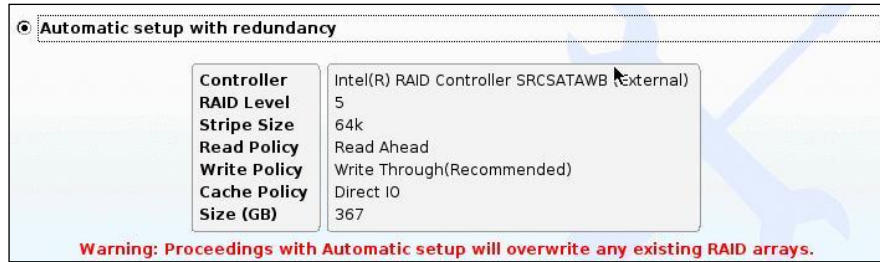 Automatic setup with redundancy
Controller Intel(R) RAID Controller SRCSATAWB (External)
RAID Level 5
Stripe Size 64k
Read Policy Read Ahead
Write Policy Write Through(Recommended)
Cache Policy Direct IO
Size (GB) 367
Warning: Proceedings with Automatic setup will overwrite any existing RAID arrays.